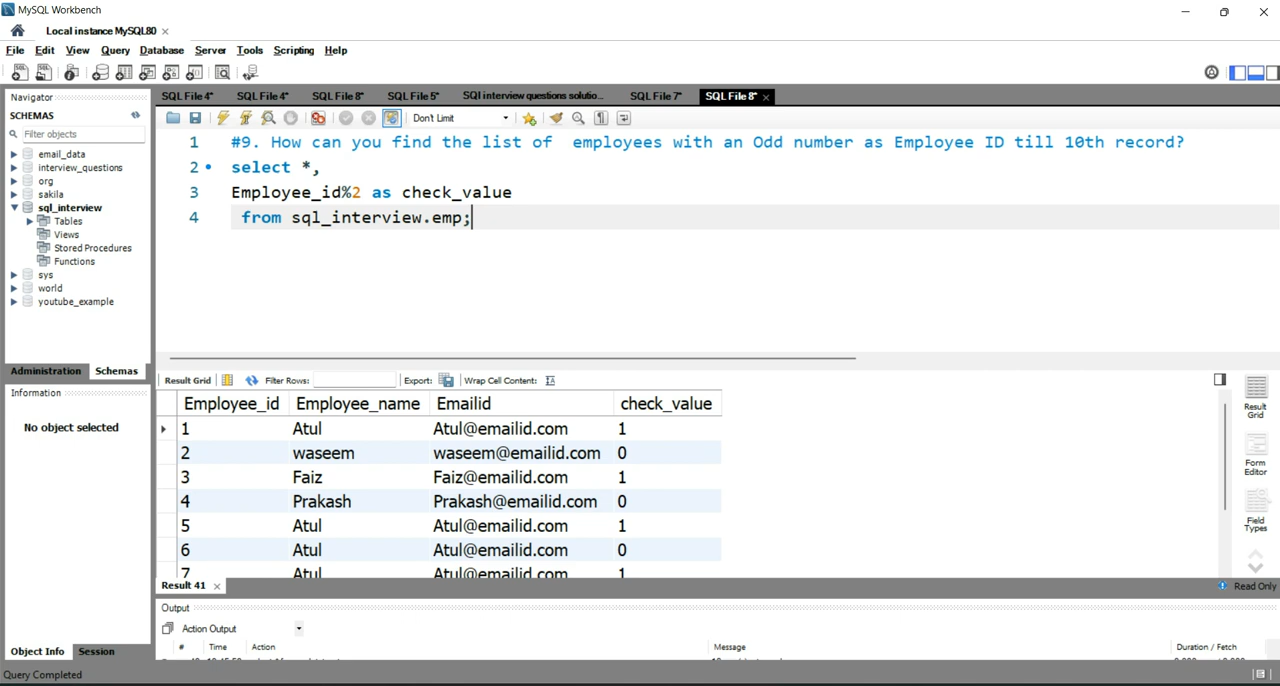 MySQL Workbench
Local instance MySQL80
File Edit View Query Database Server Tools Scripting Help
Navigator
SCHEMAS
Filter objects
email_data
interview_questions
org
sakila
sql_interview
Tables
Views
Stored Procedures
Functions
sys
world
youtube_example
Administration Schemas
Information
No object selected
Object Info Session
SQL File 4* SQL File 4* SQL File 8* SQL File 5* SQl interview questions solutio... SQL File 7* SQL File 8*
Don't Limit
1 #9. How can you find the list of employees with an Odd number as Employee ID till 10th record?
2 select *,
3 Employee_id%2 as check_value
4 from sql_interview.emp;
Result Grid Filter Rows: Export: Wrap Cell Content:
Employee_id Employee_name Emailid check_value
1 Atul Atul@emailid.com 1
2 waseem waseem@emailid.com 0
3 Faiz Faiz@emailid.com 1
4 Prakash Prakash@emailid.com 0
5 Atul Atul@emailid.com 1
6 Atul Atul@emailid.com 0
7 Atul Atul@emailid.com 1
Result Grid
Form Editor
Field Types
Result 41
Read Only
Output
Action Output
# Time Action Message Duration / Fetch
Query Completed